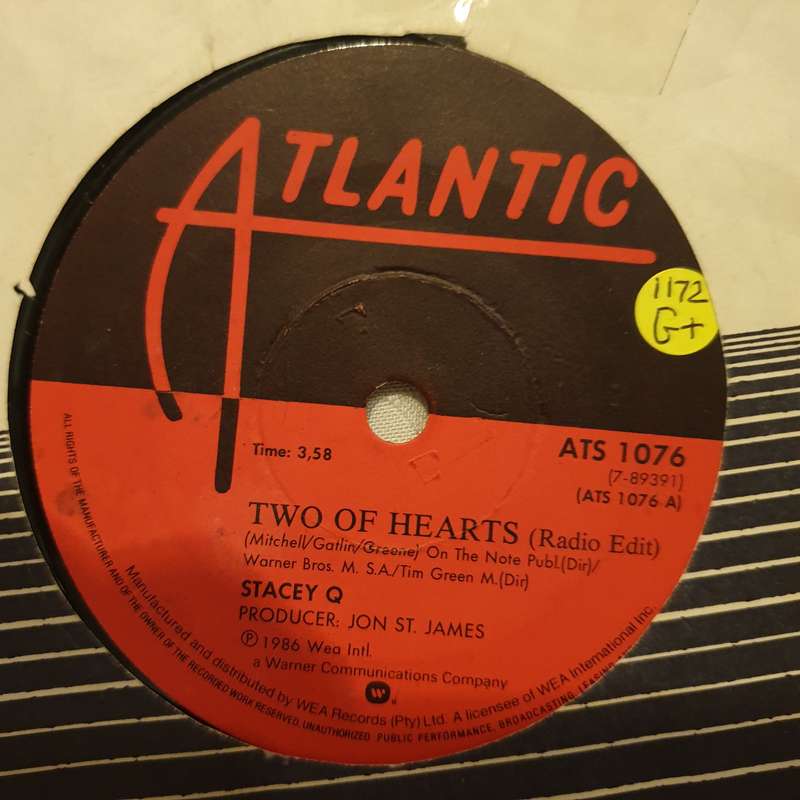 ATLANTIC
1172
G+
Time: 3,58
ATS 1076
(7-89391)
(ATS 1076-A)
TWO OF HEARTS (Radio Edit)
(Mitchell/Gatlin/Greene) On The Note Publ.(Dir)/
Warner Bros. M. S.A./Tim Green M.(Dir)
STACEY Q
PRODUCER: JON ST. JAMES
℗ 1986 Wea Intl.
a Warner Communications Company
Manufactured and distributed by WEA Records (Pty) Ltd. A licensee of WEA International Inc.
ALL RIGHTS OF THE MANUFACTURER AND OF THE OWNER OF THE RECORDED WORK RESERVED. UNAUTHORIZED PUBLIC PERFORMANCE, BROADCASTING, LEASING